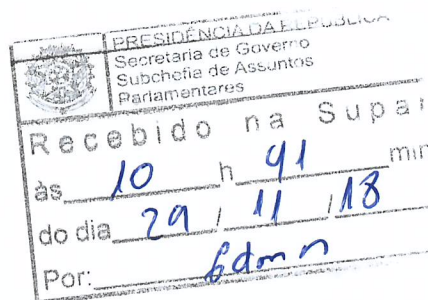 PRESIDÊNCIA DA REPÚBLICA
Secretaria de Governo
Subchefia de Assuntos
Parlamentares
Recebido na Supar
às 10 h 41 min
do dia 29 / 11 / 18
Por: